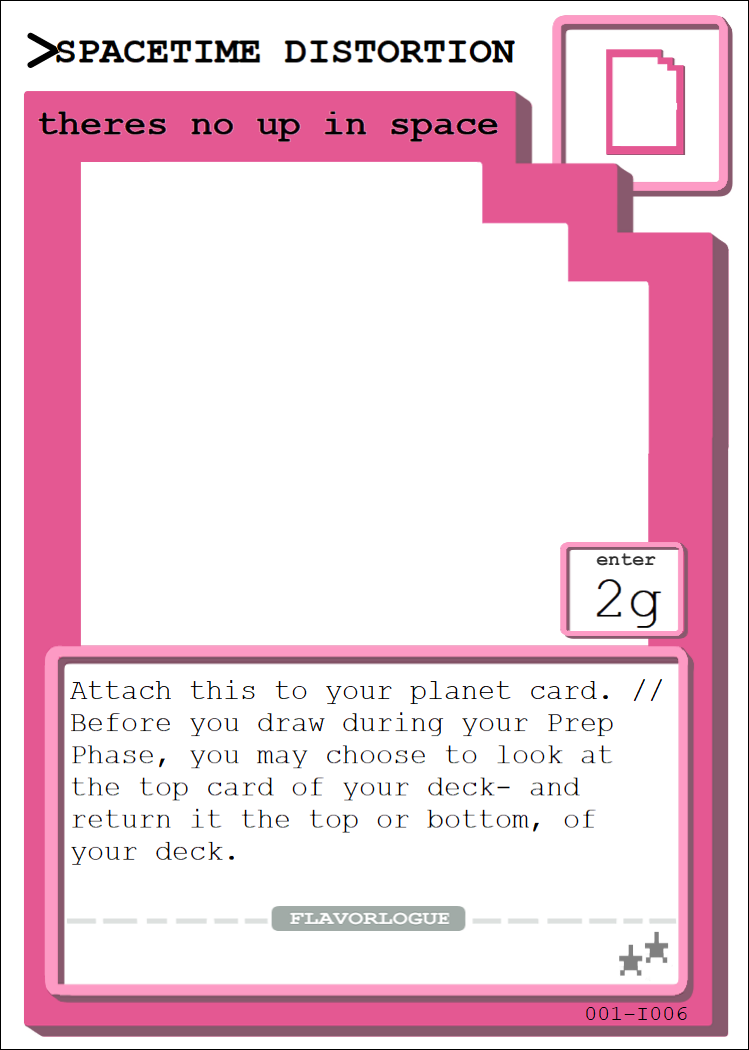 >SPACETIME DISTORTION
theres no up in space
enter
2g
Attach this to your planet card. //
Before you draw during your Prep
Phase, you may choose to look at
the top card of your deck- and
return it the top or bottom, of
your deck.
FLAVORLOGUE
001-I006